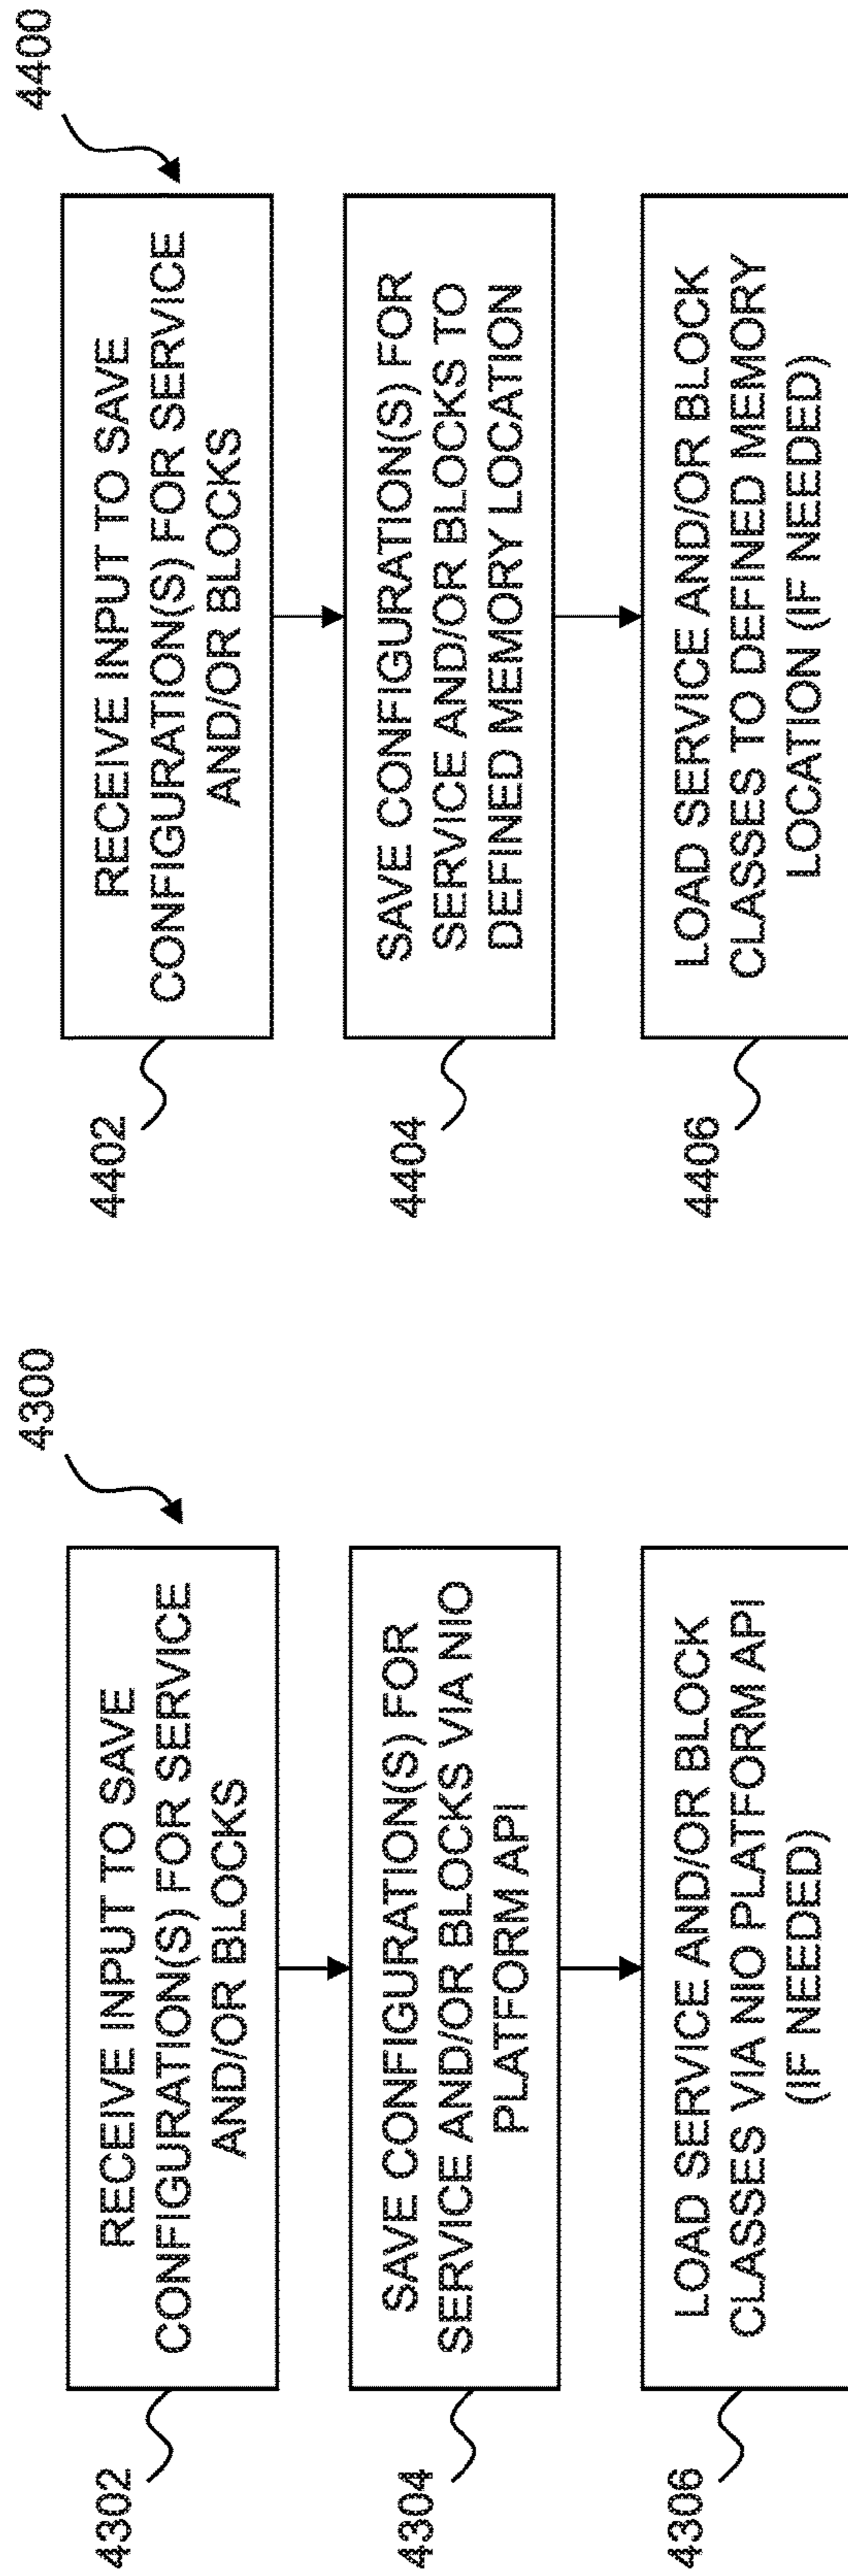 4300
4302
RECEIVE INPUT TO SAVE
CONFIGURATION(S) FOR SERVICE
AND/OR BLOCKS
4304
SAVE CONFIGURATION(S) FOR
SERVICE AND/OR BLOCKS VIA NIO
PLATFORM API
4306
LOAD SERVICE AND/OR BLOCK
CLASSES VIA NIO PLATFORM API
(IF NEEDED)
4400
4402
RECEIVE INPUT TO SAVE
CONFIGURATION(S) FOR SERVICE
AND/OR BLOCKS
4404
SAVE CONFIGURATION(S) FOR
SERVICE AND/OR BLOCKS TO
DEFINED MEMORY LOCATION
4406
LOAD SERVICE AND/OR BLOCK
CLASSES TO DEFINED MEMORY
LOCATION (IF NEEDED)